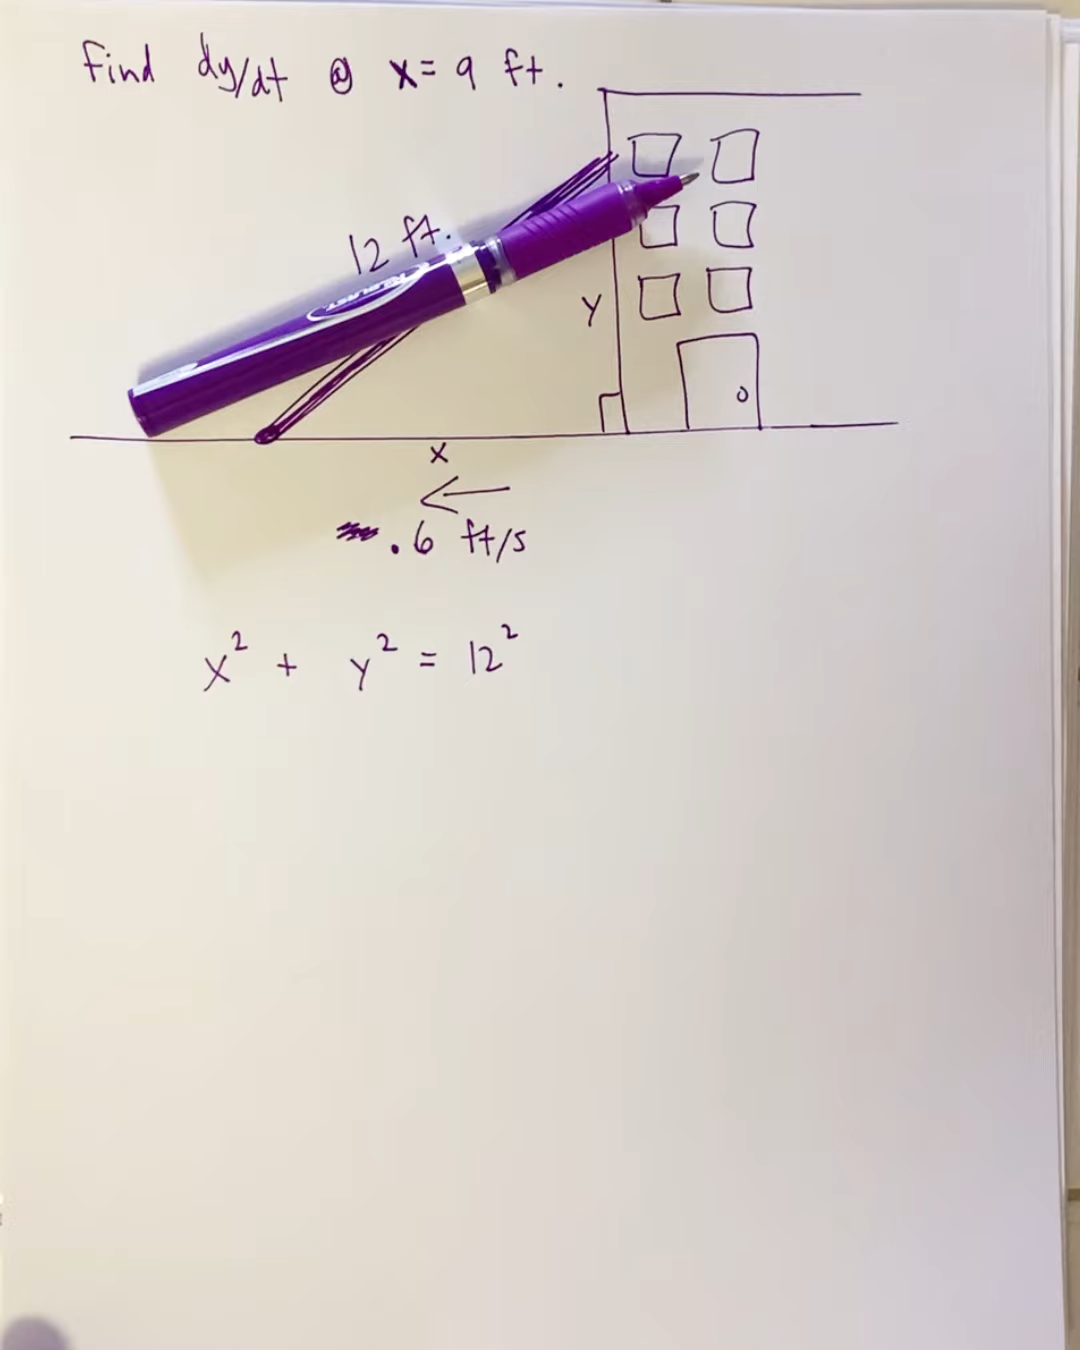 find dy/dt @ x = 9 ft.
12 ft.
y
x
.6 ft/s
x² + y² = 12²